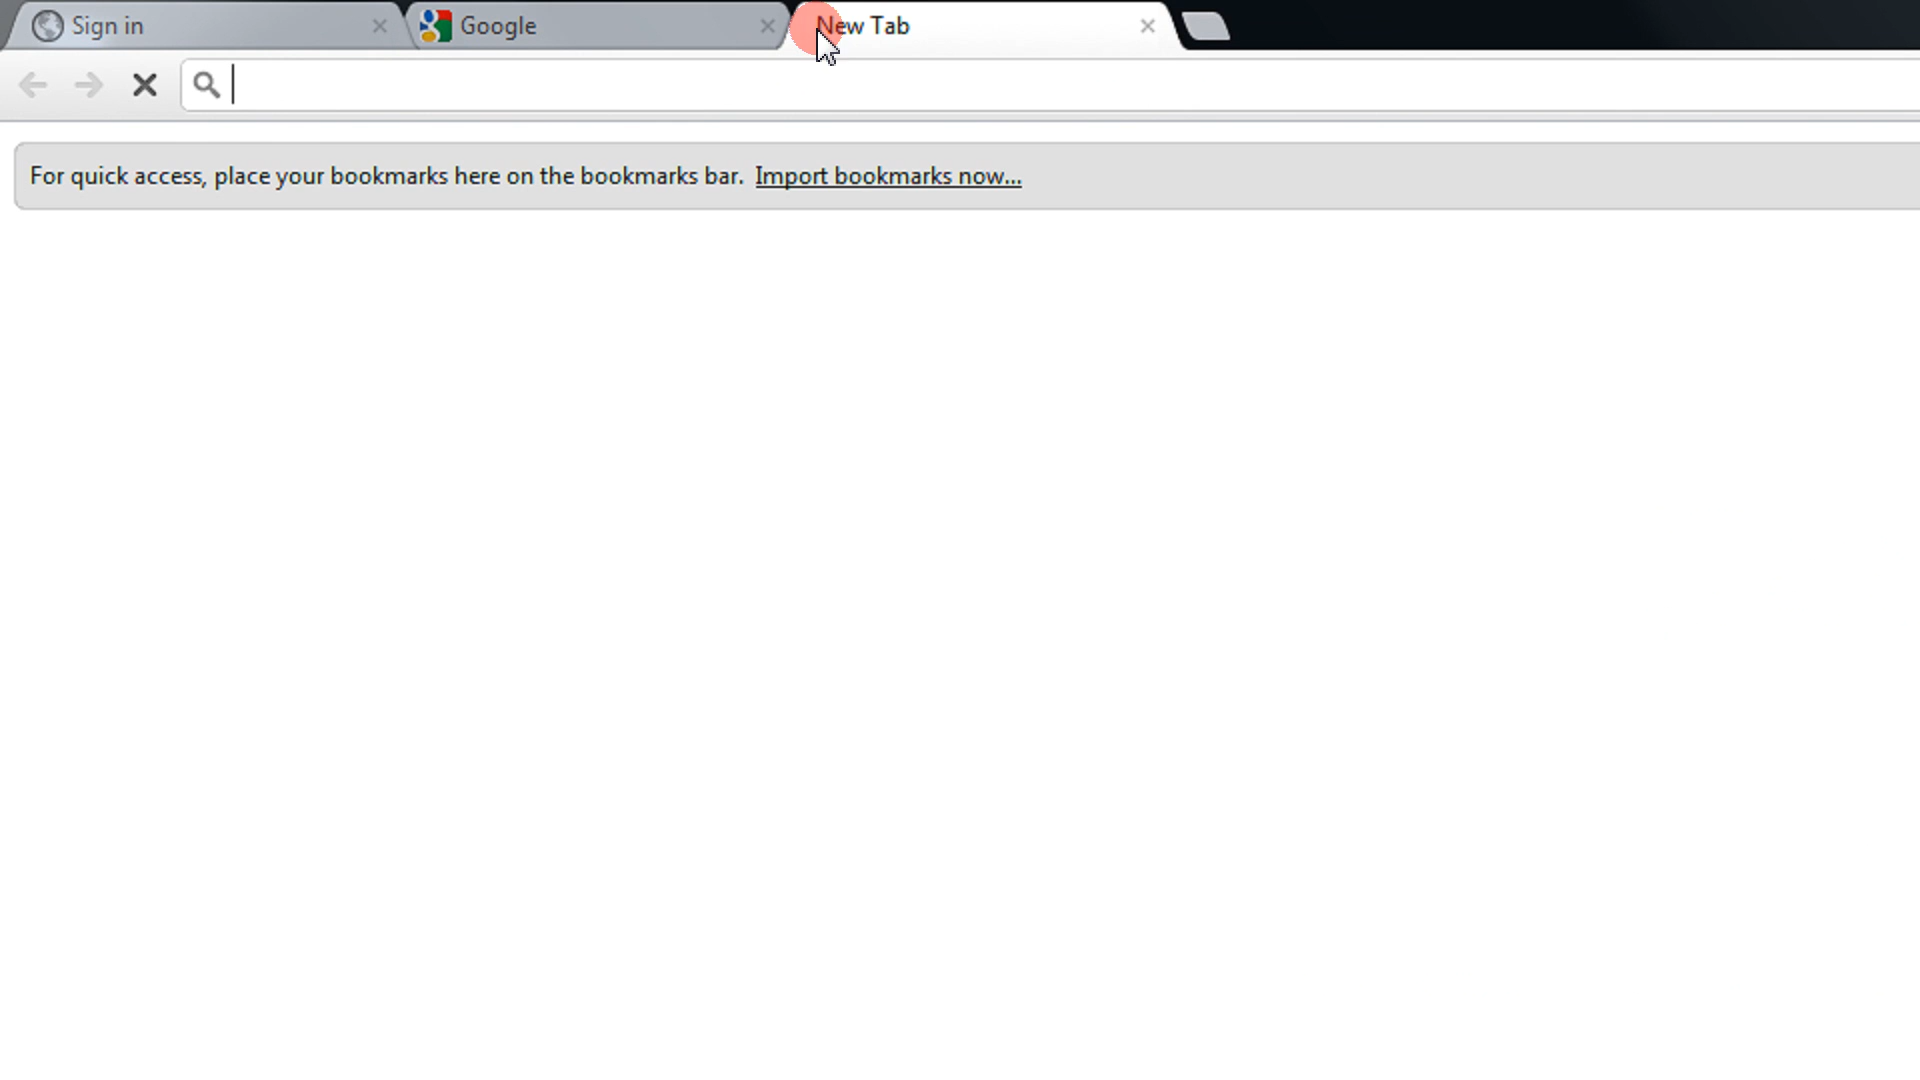 Sign in
Google
New Tab
For quick access, place your bookmarks here on the bookmarks bar. Import bookmarks now...